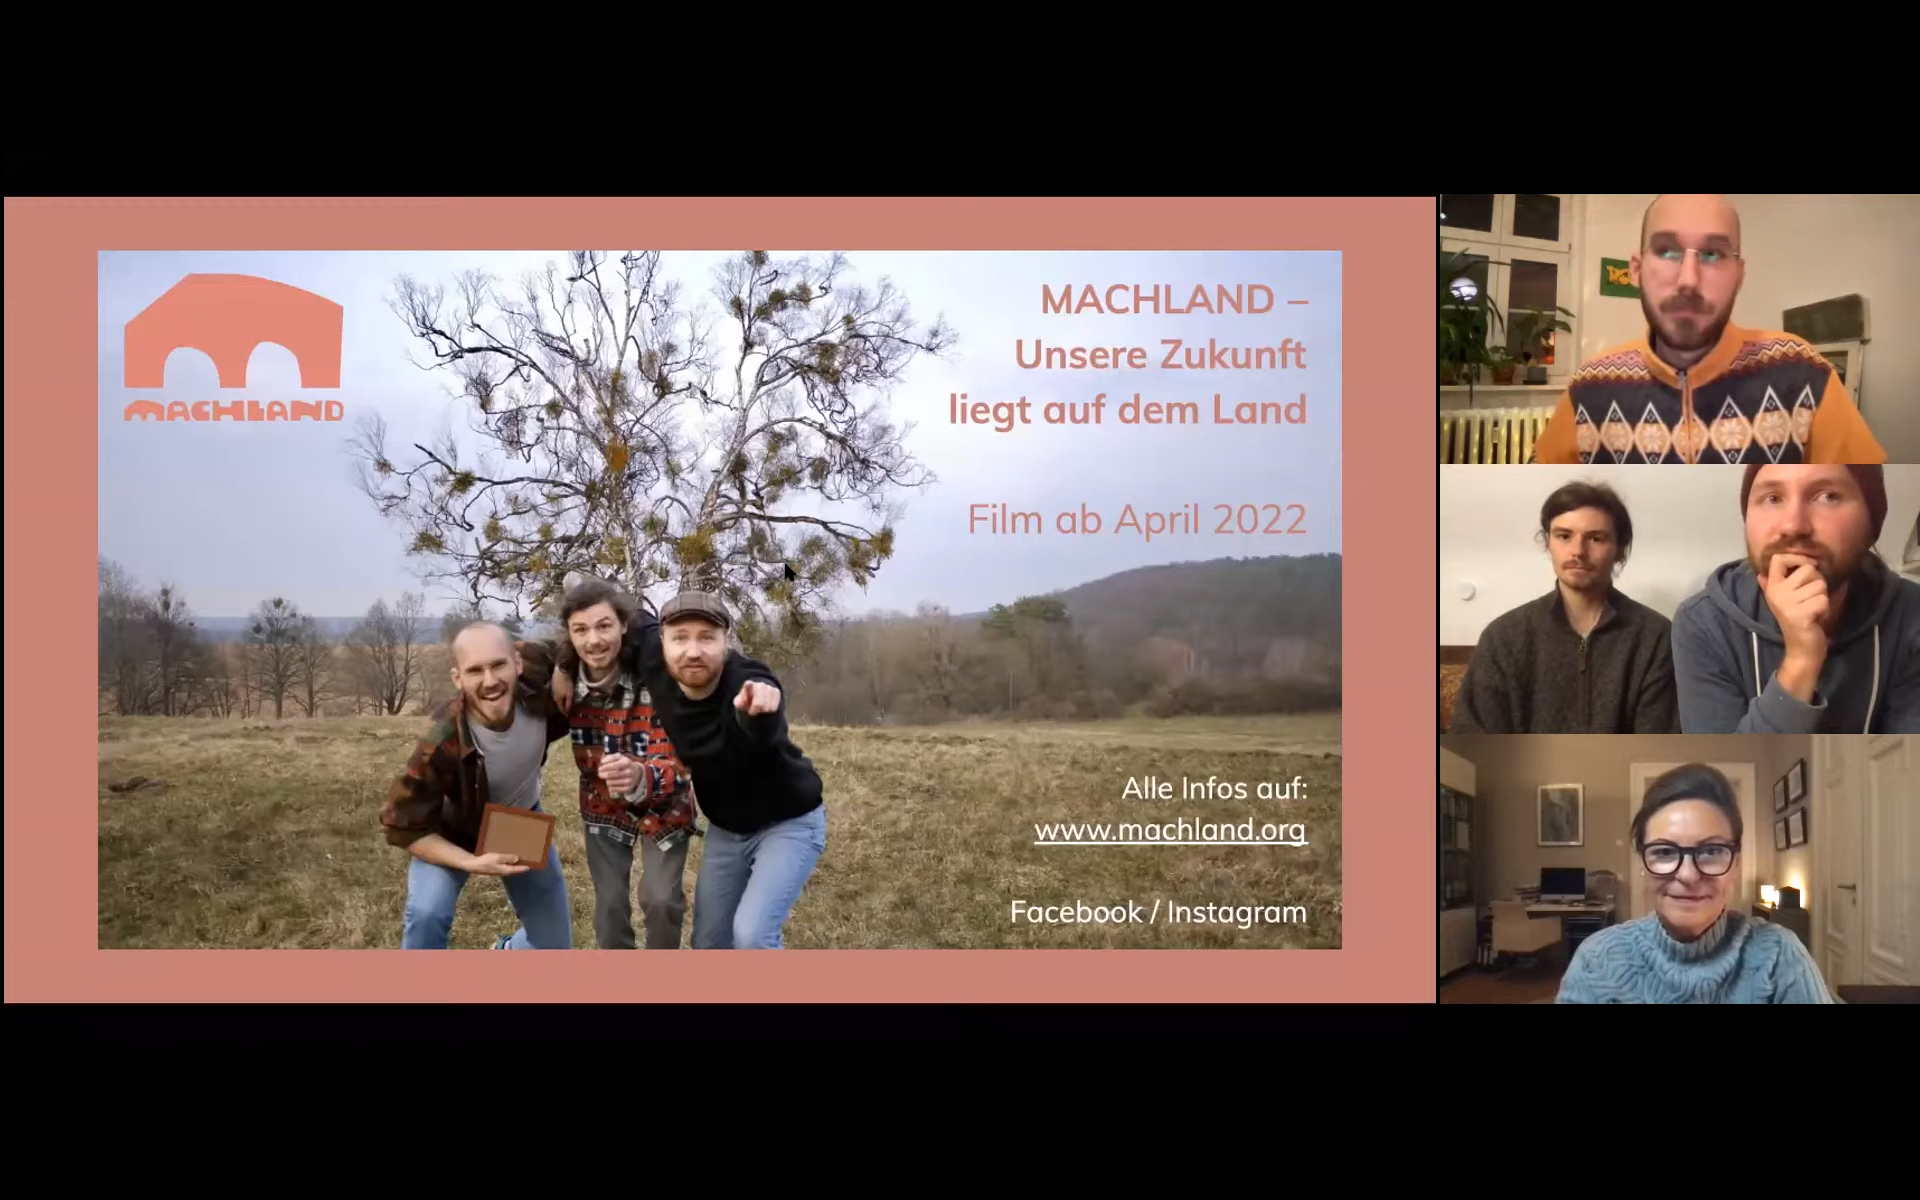 MACHLAND
MACHLAND –
Unsere Zukunft
liegt auf dem Land
Film ab April 2022
Alle Infos auf:
www.machland.org
Facebook / Instagram